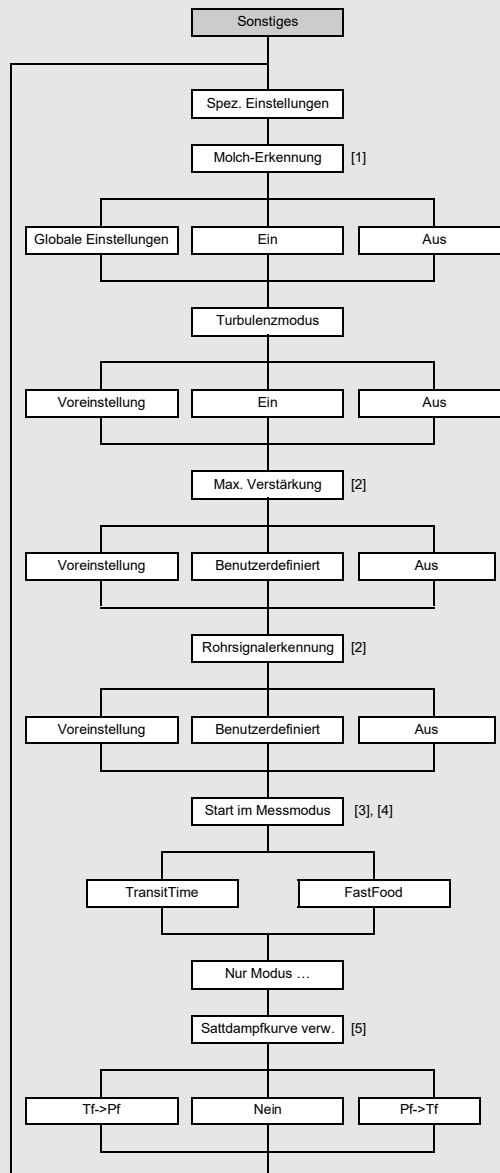 Sonstiges
Spez. Einstellungen
Molch-Erkennung [1]
Globale Einstellungen Ein Aus
Turbulenzmodus
Voreinstellung Ein Aus
Max. Verstärkung [2]
Voreinstellung Benutzerdefiniert Aus
Rohrsignalerkennung [2]
Voreinstellung Benutzerdefiniert Aus
Start im Messmodus [3], [4]
TransitTime FastFood
Nur Modus …
Sattdampfkurve verw. [5]
Tf->Pf Nein Pf->Tf